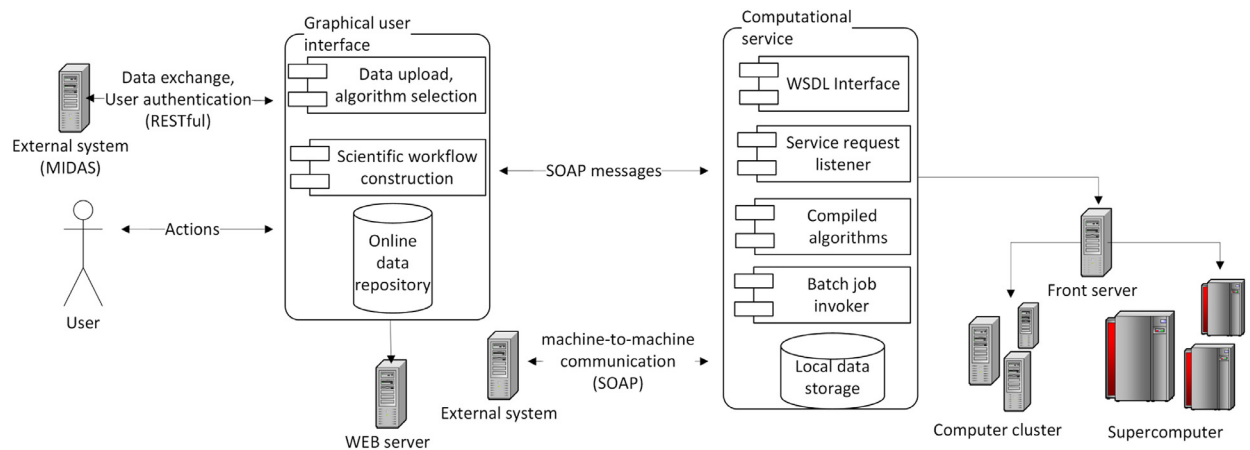 Graphical user
interface
Data upload,
algorithm selection
Scientific workflow
construction
Online
data
repository
Data exchange,
User authentication
(RESTful)
External system
(MIDAS)
Actions
User
WEB server
SOAP messages
machine-to-machine
communication
(SOAP)
External system
Computational
service
WSDL Interface
Service request
listener
Compiled
algorithms
Batch job
invoker
Local data
storage
Front server
Computer cluster
Supercomputer